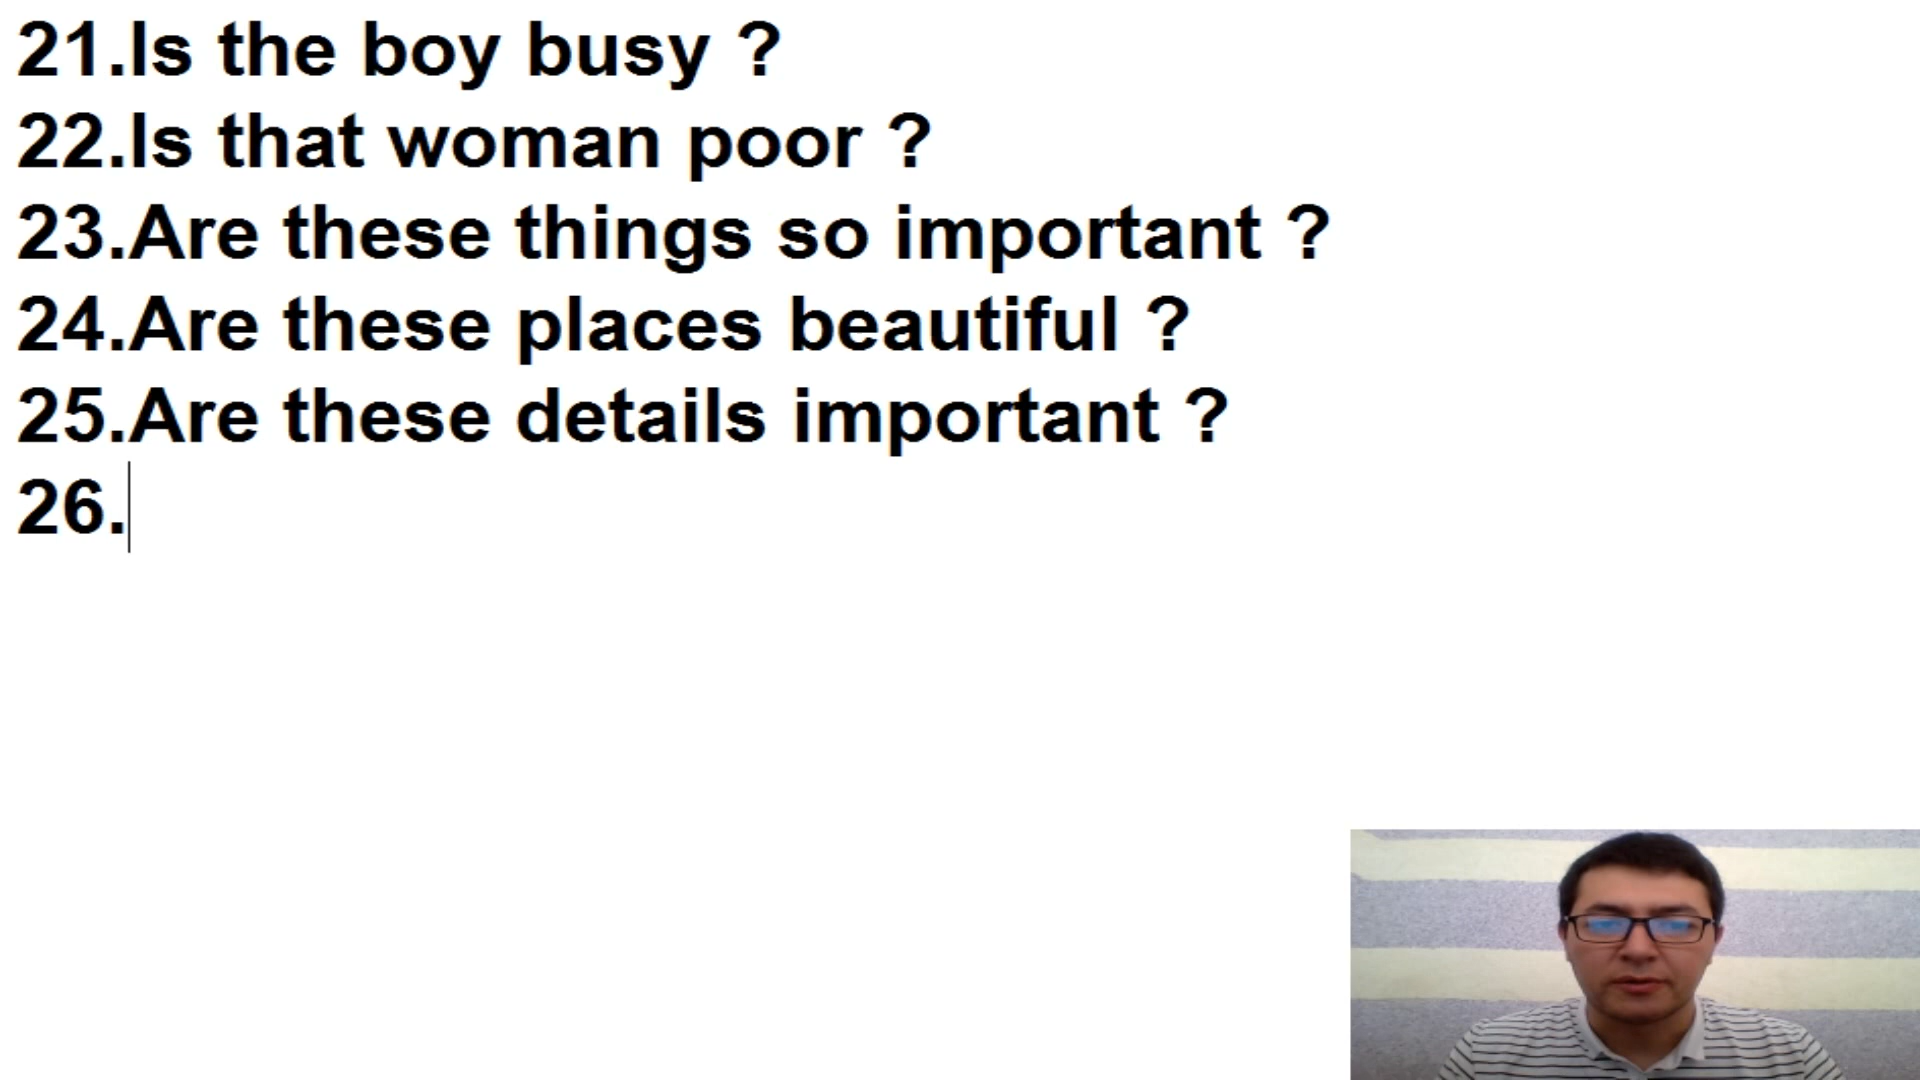 21.Is the boy busy ?
22.Is that woman poor ?
23.Are these things so important ?
24.Are these places beautiful ?
25.Are these details important ?
26.